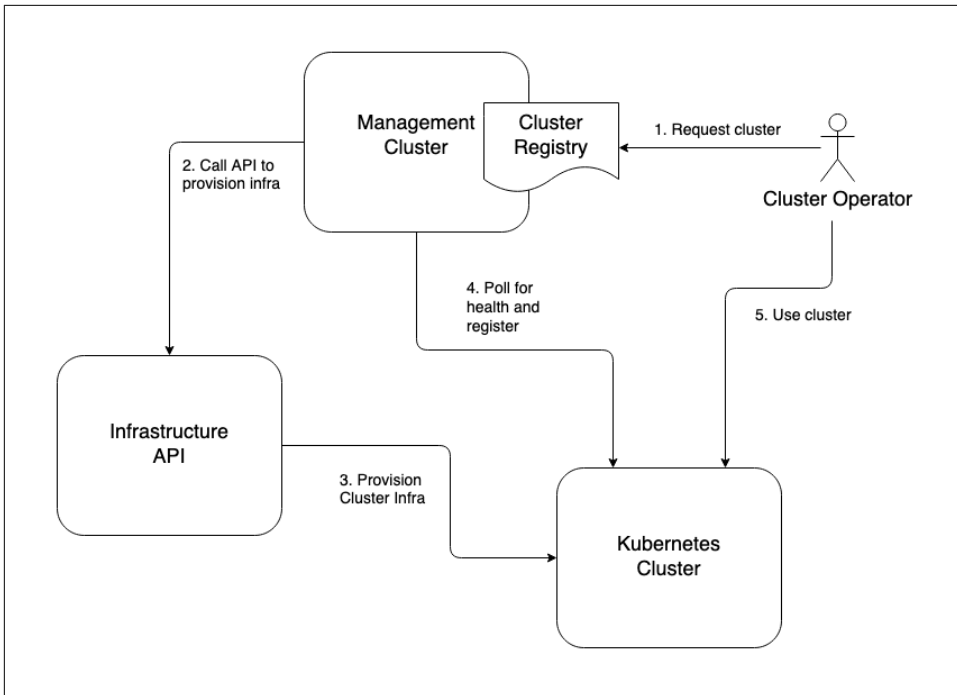 Management
Cluster
Cluster
Registry
1. Request cluster
Cluster Operator
2. Call API to
provision infra
4. Poll for
health and
register
5. Use cluster
Infrastructure
API
3. Provision
Cluster Infra
Kubernetes
Cluster